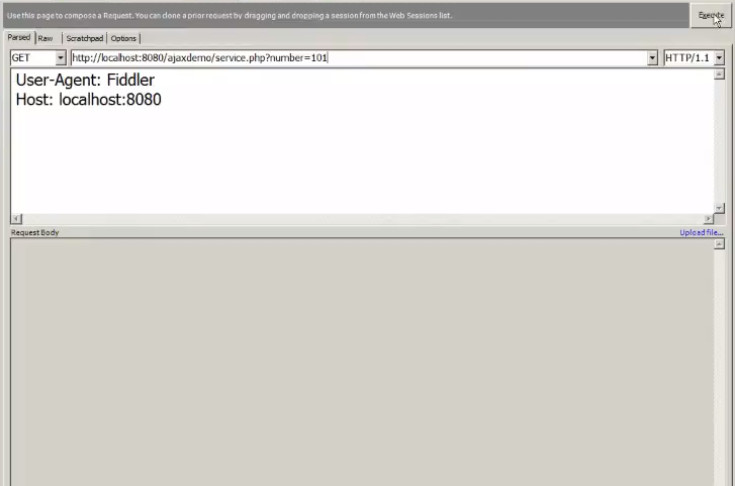 Use this page to compose a Request. You can clone a prior request by dragging and dropping a session from the Web Sessions list.
Execute
Parsed Raw Scratchpad Options
GET http://localhost:8080/ajaxdemo/service.php?number=101 HTTP/1.1
User-Agent: Fiddler
Host: localhost:8080
Request Body Upload file...